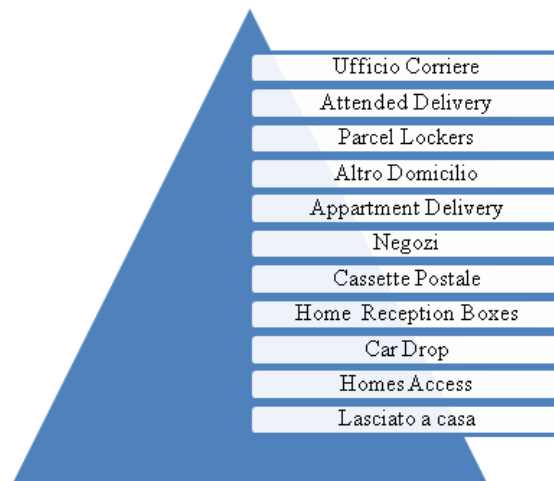 Ufficio Corriere
Attended Delivery
Parcel Lockers
Altro Domicilio
Appartment Delivery
Negozi
Cassette Postale
Home Reception Boxes
Car Drop
Homes Access
Lasciato a casa